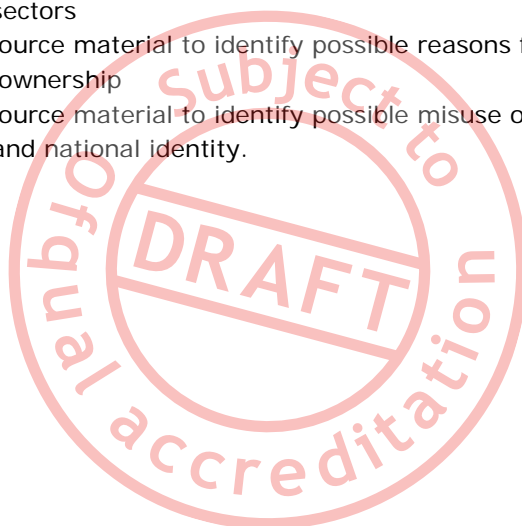 sectors
ource material to identify possible reasons
ownership
ource material to identify possible misuse
and national identity.
Subject to
Ofqual accreditation
DRAFT